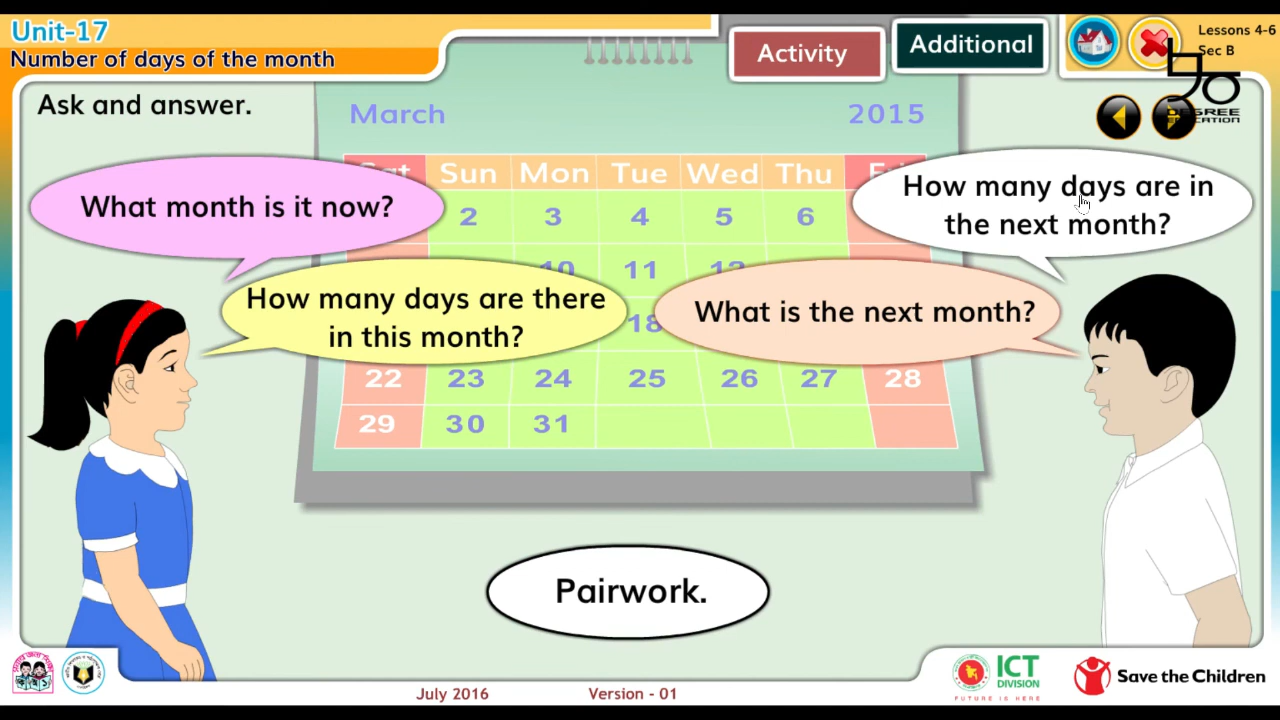 Unit-17
Number of days of the month
Activity
Additional
Lessons 4-6
Sec B
Ask and answer.
March 2015
Sun Mon Tue Wed Thu
What month is it now?
How many days are in
the next month?
2 3 4 5 6
11
How many days are there
in this month?
What is the next month?
18
22 23 24 25 26 27 28
29 30 31
Pairwork.
July 2016
Version - 01
ICT
DIVISION
FUTURE IS HERE
Save the Children